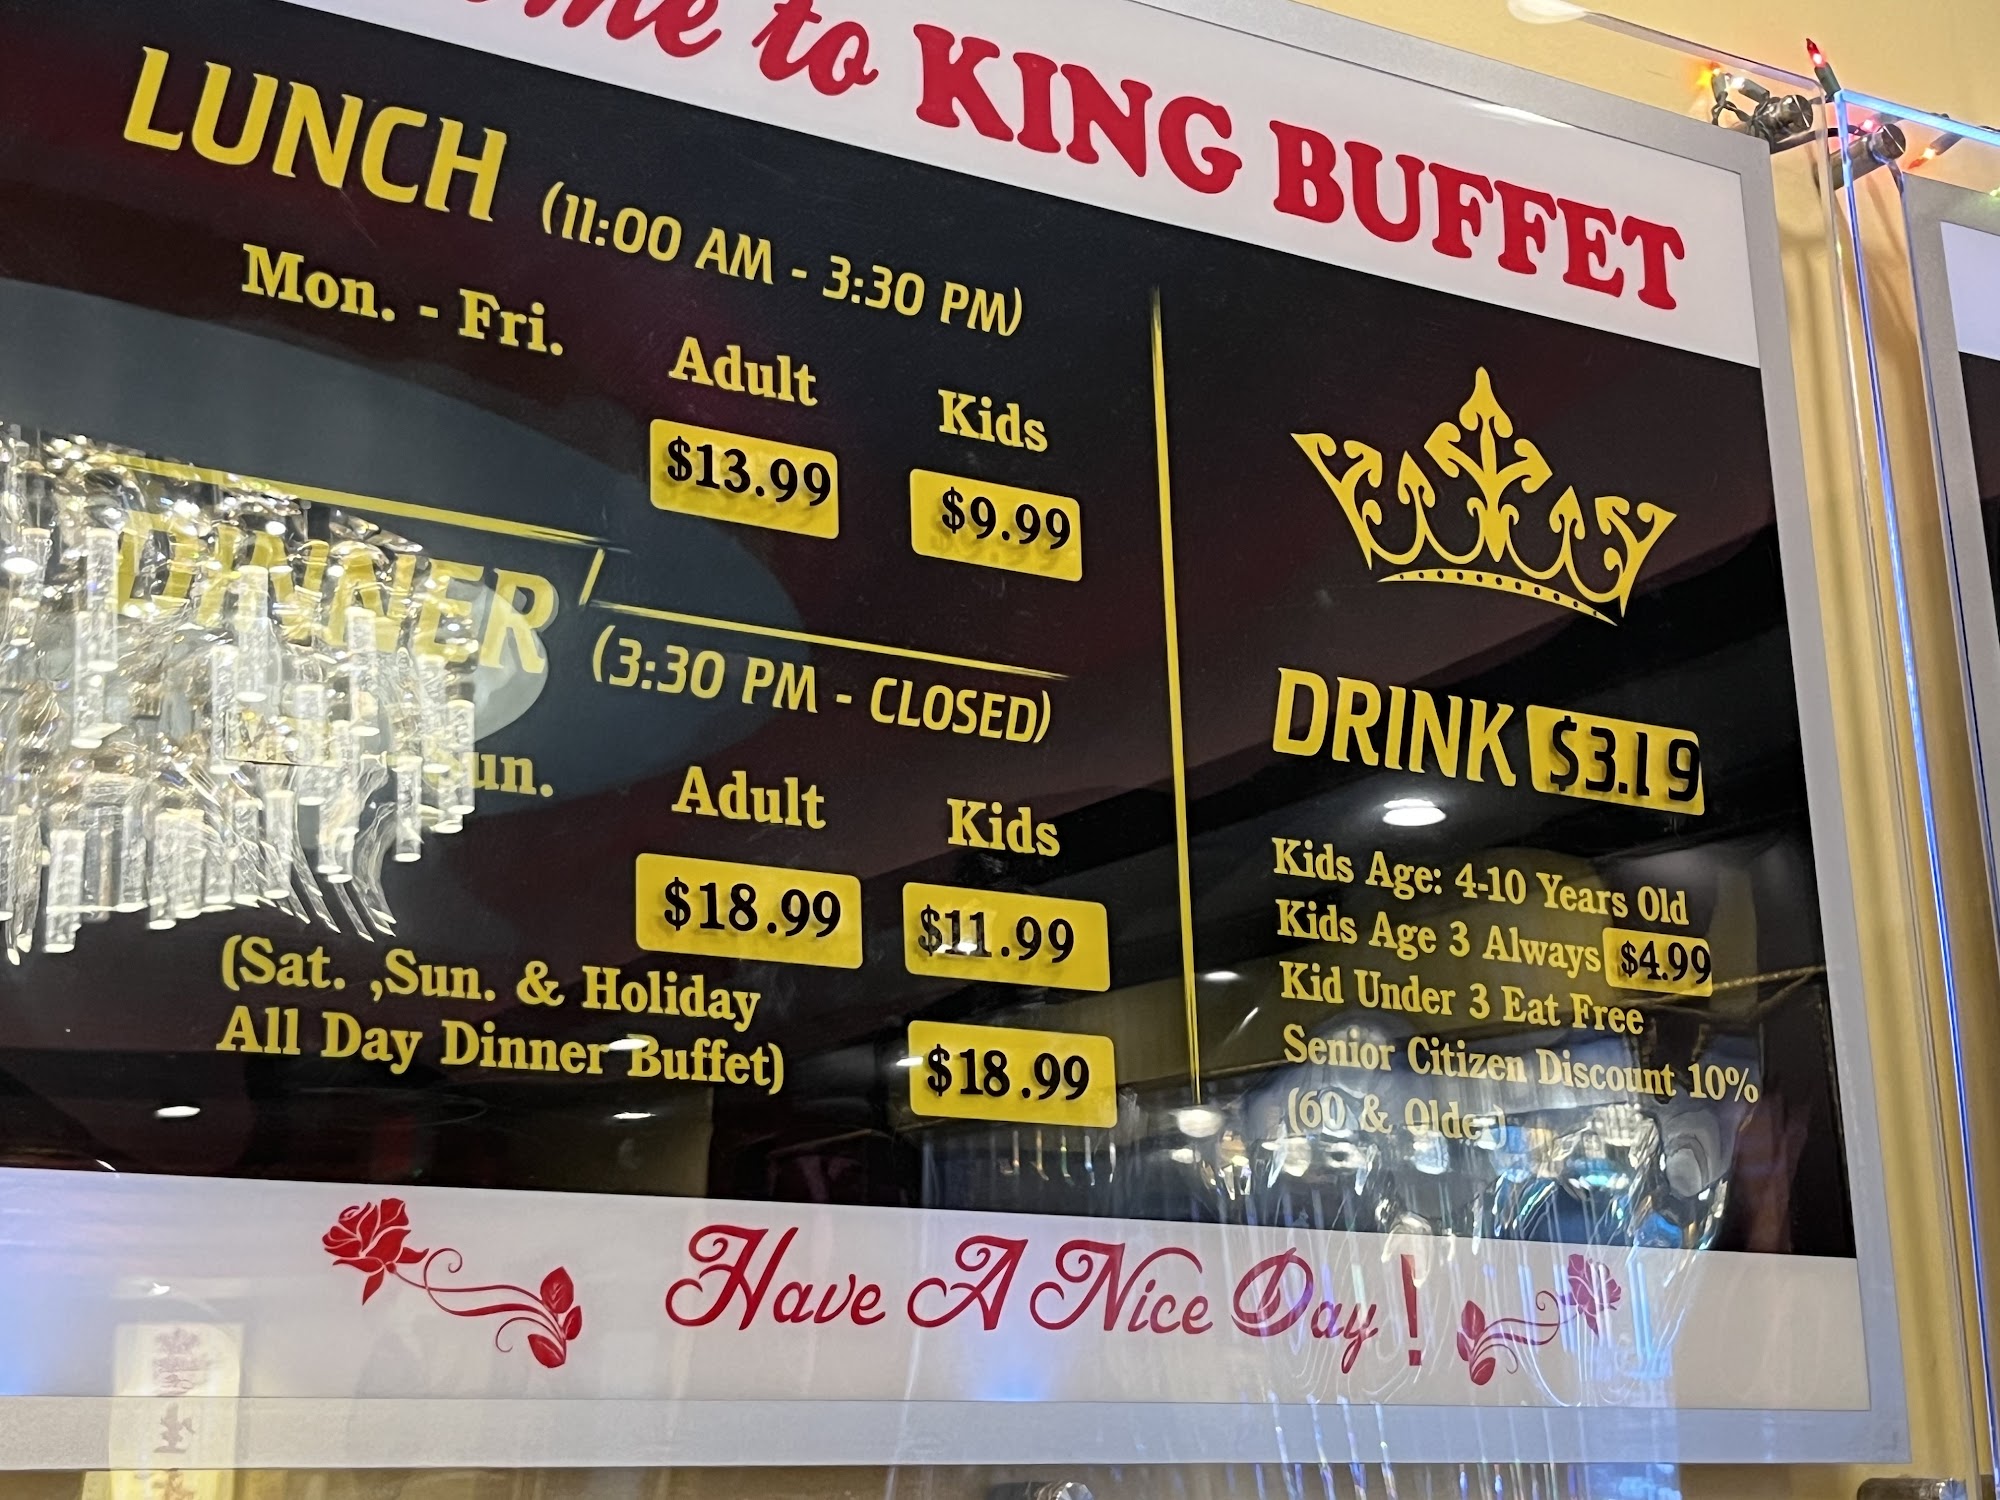 to KING BUFFET
LUNCH (11:00 AM - 3:30 PM)
Mon. - Fri.
Adult Kids
$13.99 $9.99
DINNER (3:30 PM - CLOSED)
Adult Kids
$18.99 $11.99
(Sat. ,Sun. & Holiday
All Day Dinner Buffet)
$18.99
DRINK $3.19
Kids Age: 4-10 Years Old
Kids Age 3 Always $4.99
Kid Under 3 Eat Free
Senior Citizen Discount 10%
(60 & Older)
Have A Nice Day!